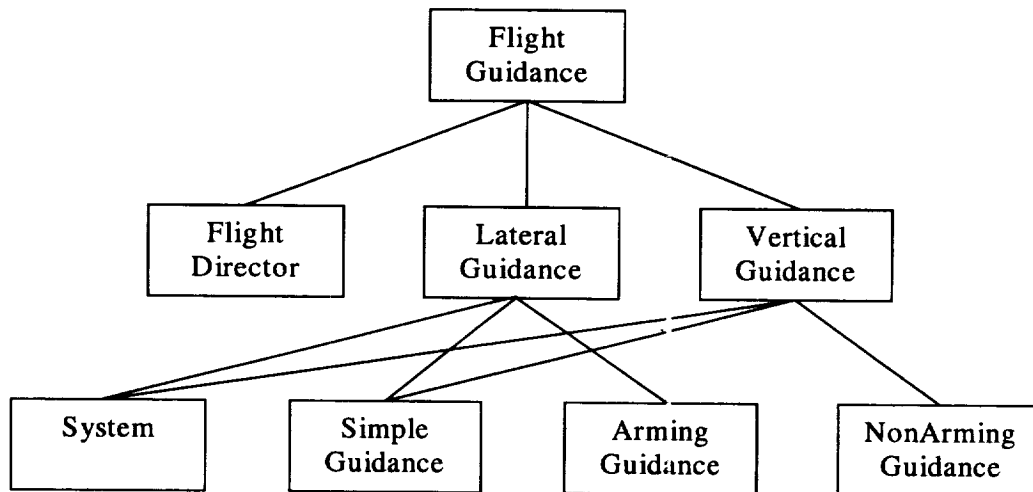 Flight
Guidance
Flight
Director
Lateral
Guidance
Vertical
Guidance
System
Simple
Guidance
Arming
Guidance
NonArming
Guidance